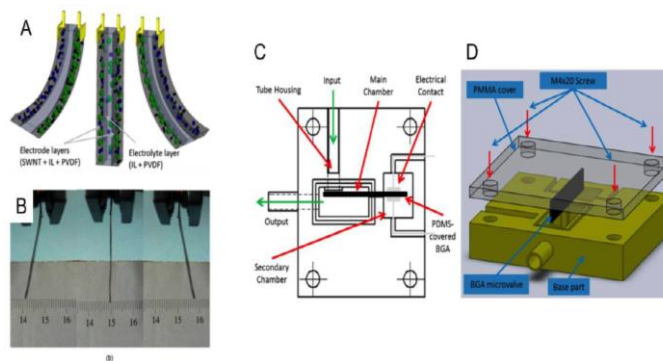 A
Electrode layers
(SWNT + IL + PVDF)
Electrolyte layer
(IL + PVDF)
B
14 15 16
14 15 16
14 15 16
(b)
C
Tube Housing
Input
Main
Chamber
Electrical
Contact
Output
Secondary
Chamber
PDMS-
covered
BGA
D
PMMA cover
M4x20 Screw
BGA microvalve
Base part